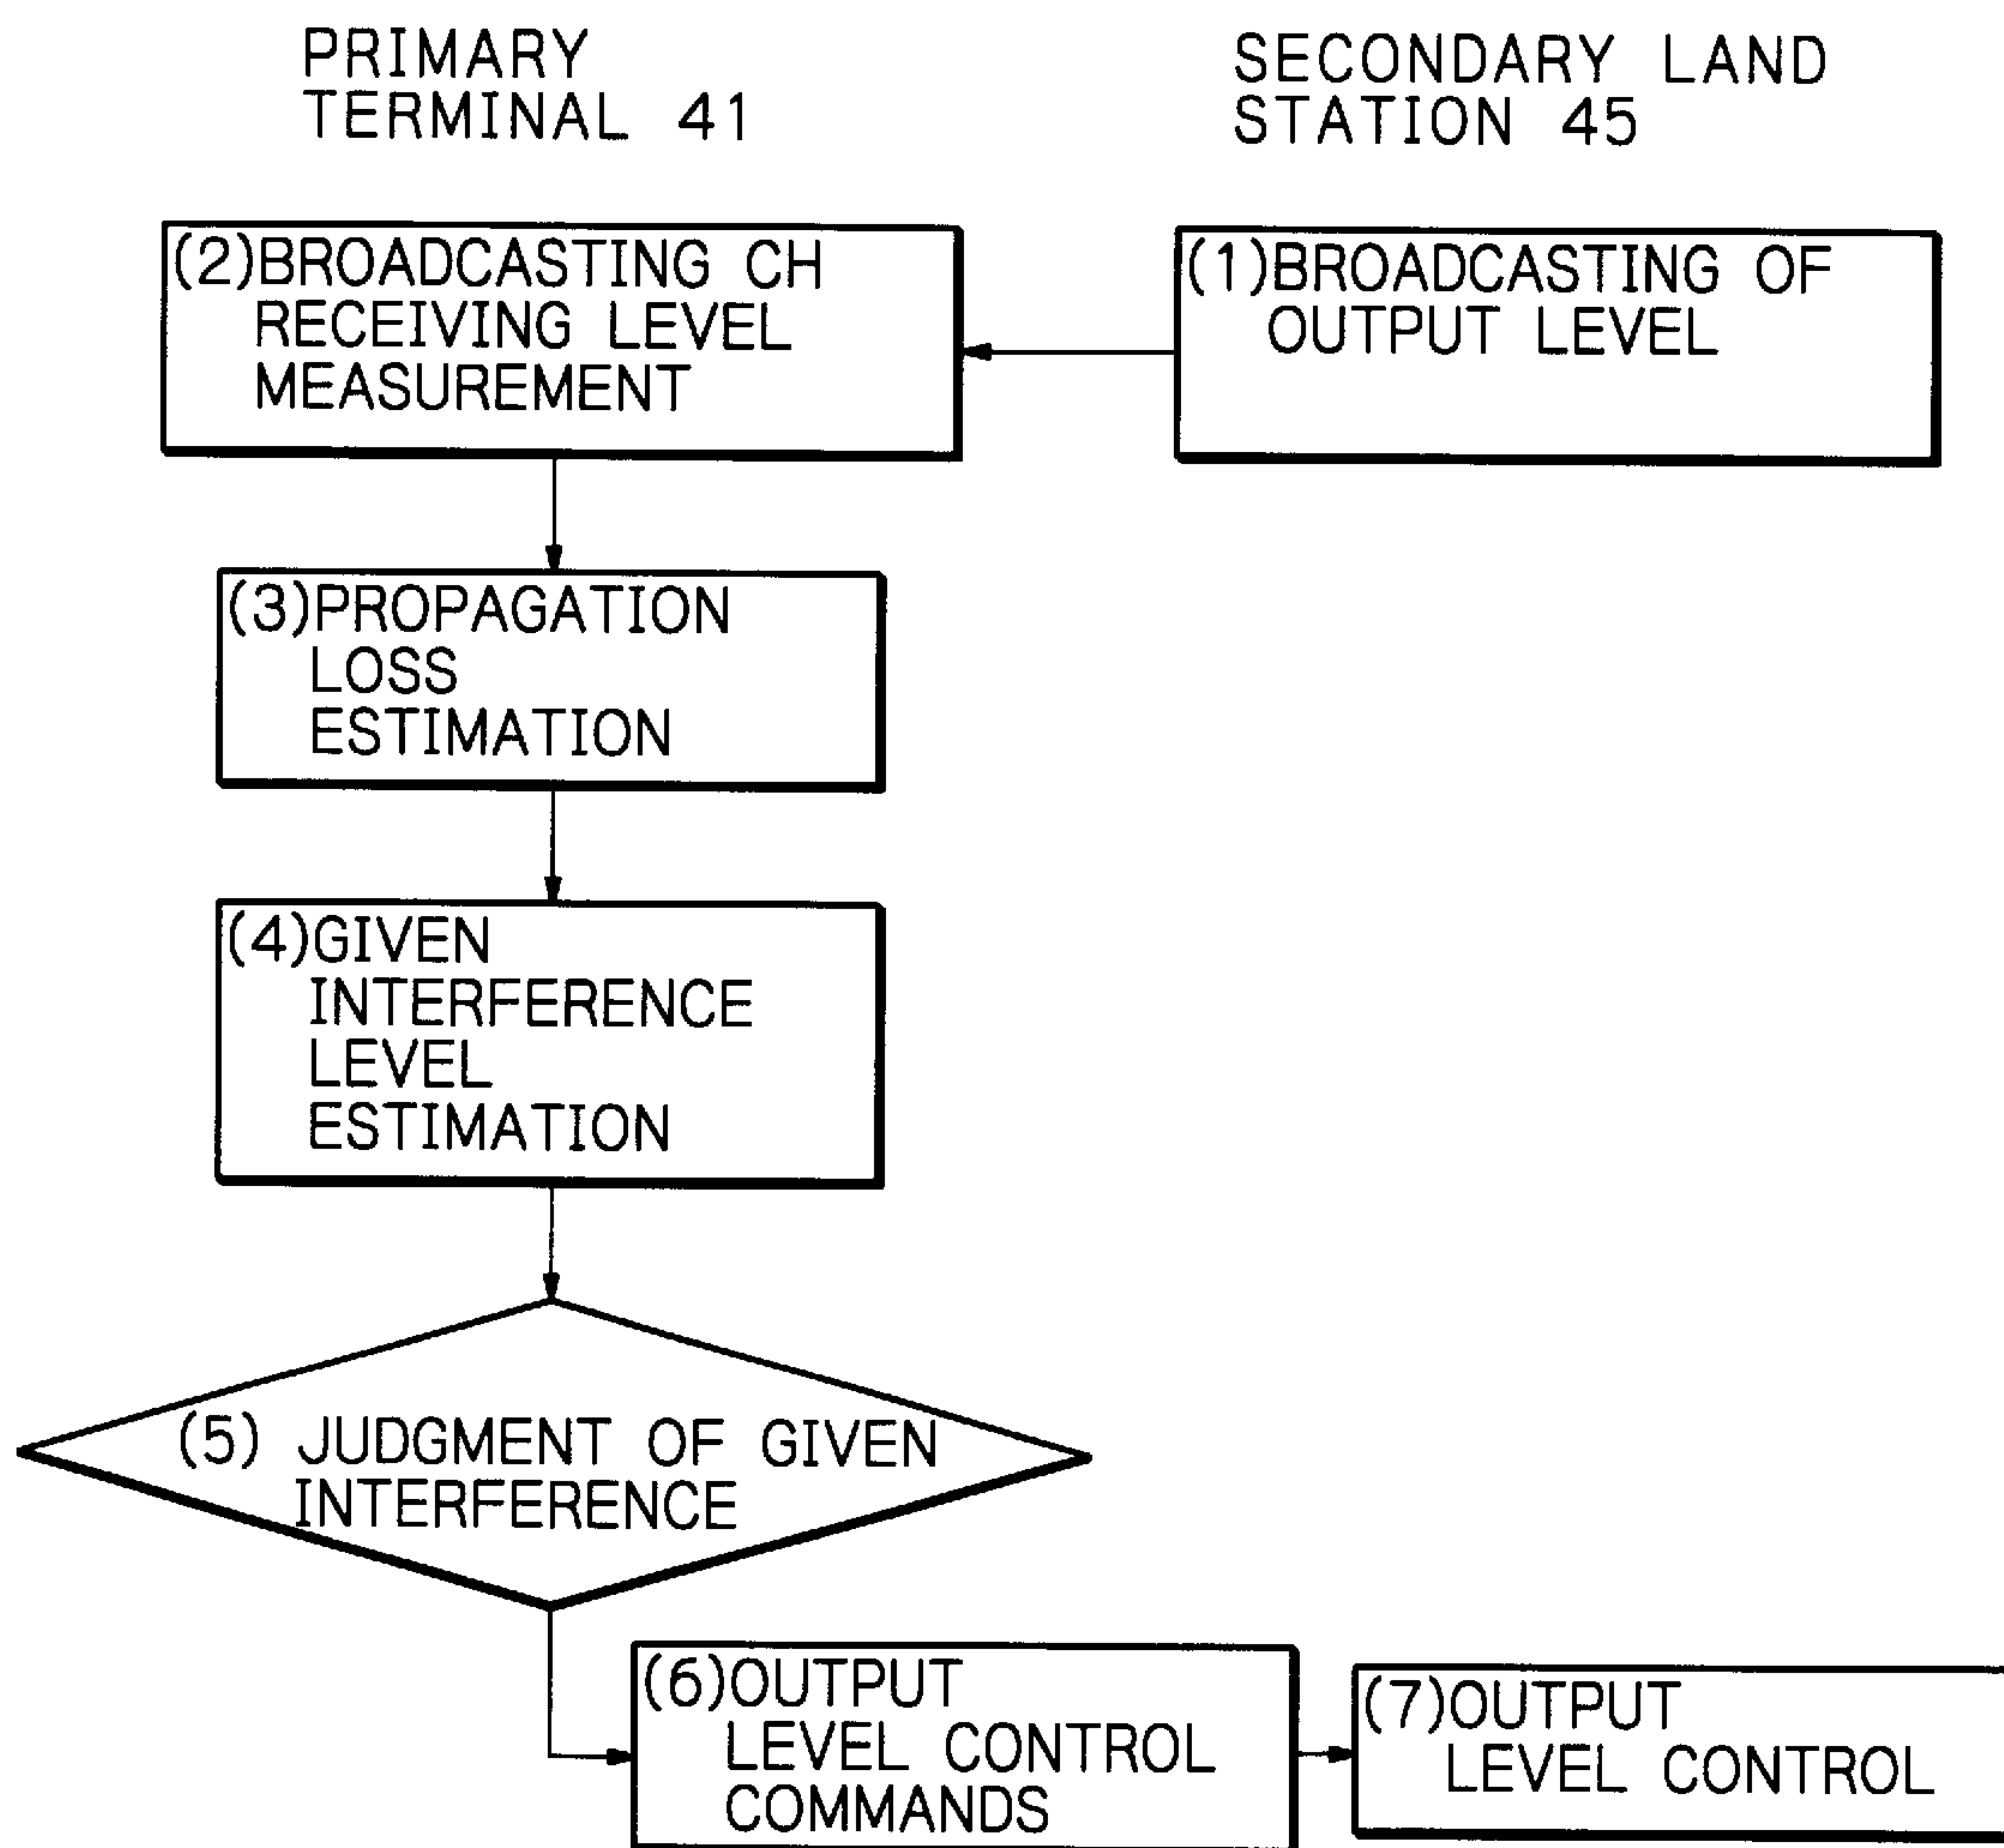 PRIMARY
TERMINAL 41
SECONDARY LAND
STATION 45
(2)BROADCASTING CH
RECEIVING LEVEL
MEASUREMENT
(1)BROADCASTING OF
OUTPUT LEVEL
(3)PROPAGATION
LOSS
ESTIMATION
(4)GIVEN
INTERFERENCE
LEVEL
ESTIMATION
(5) JUDGMENT OF GIVEN
INTERFERENCE
(6)OUTPUT
LEVEL CONTROL
COMMANDS
(7)OUTPUT
LEVEL CONTROL